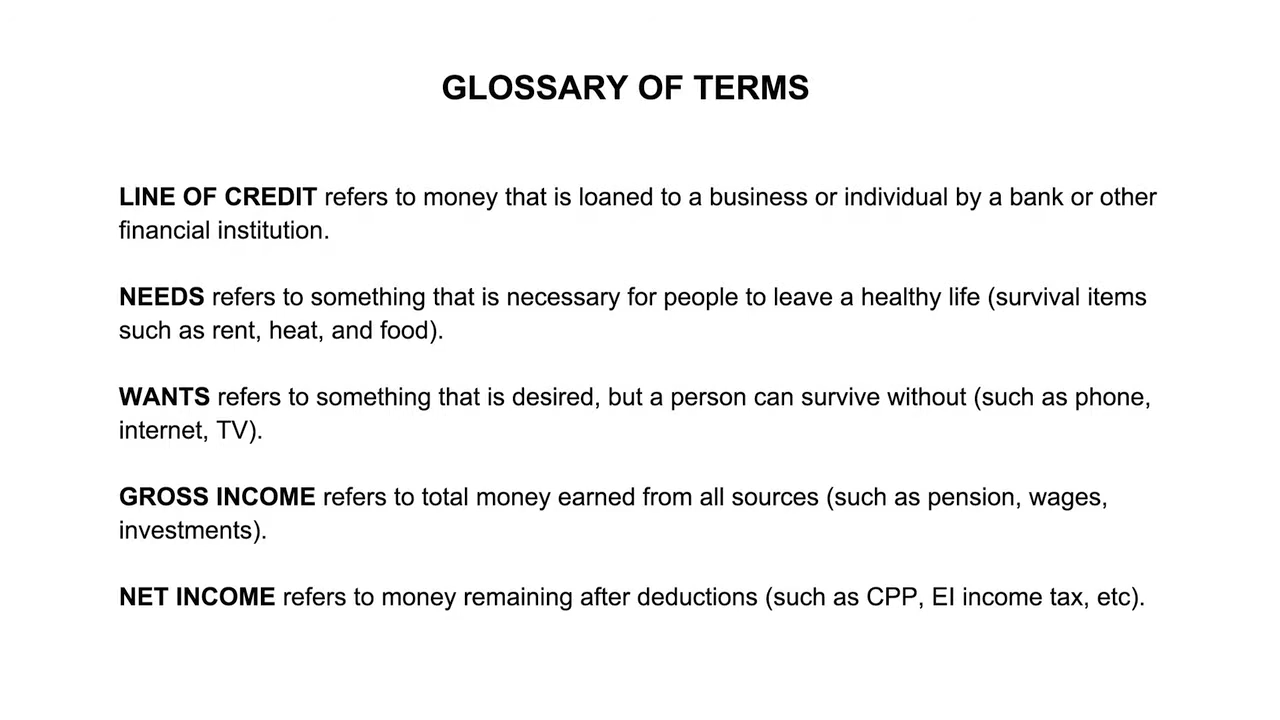 GLOSSARY OF TERMS
LINE OF CREDIT refers to money that is loaned to a business or individual by a bank or other
financial institution.
NEEDS refers to something that is necessary for people to leave a healthy life (survival items
such as rent, heat, and food).
WANTS refers to something that is desired, but a person can survive without (such as phone,
internet, TV).
GROSS INCOME refers to total money earned from all sources (such as pension, wages,
investments).
NET INCOME refers to money remaining after deductions (such as CPP, EI income tax, etc).